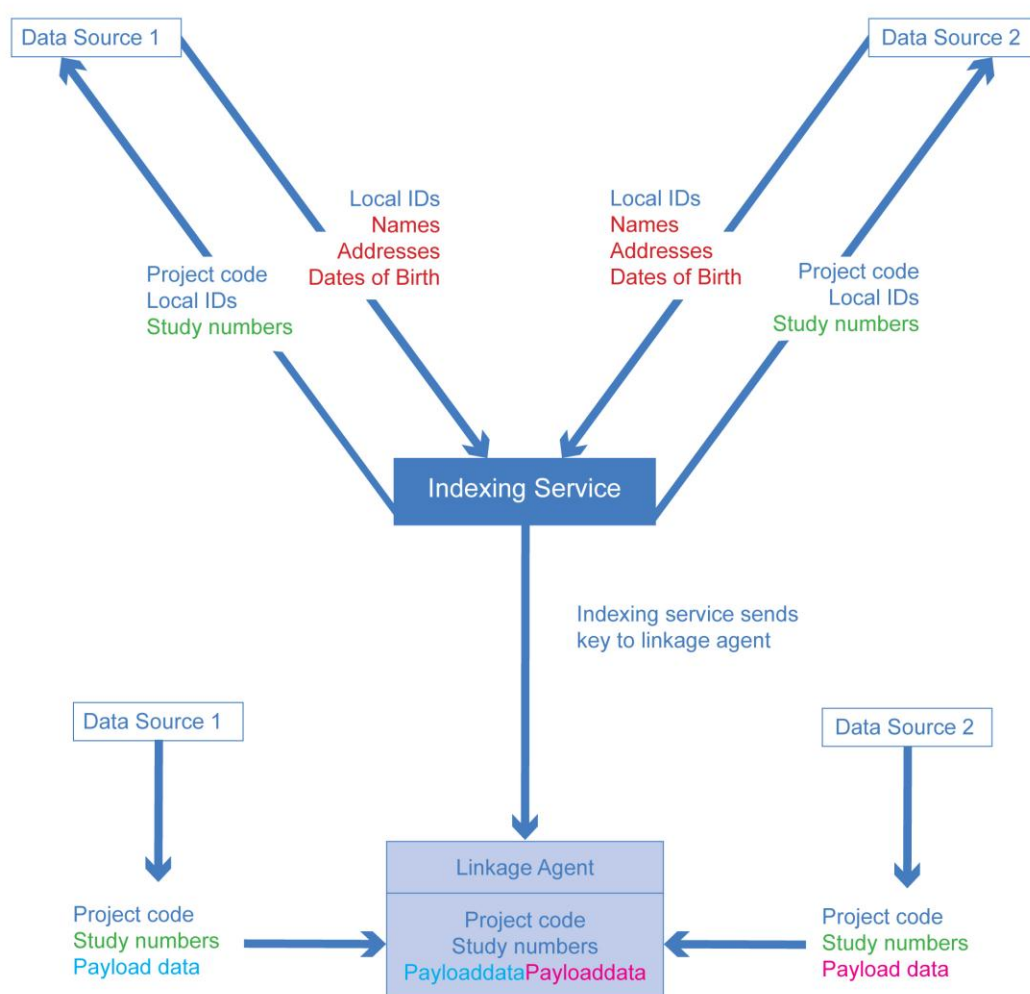 Data Source 1
Data Source 2
Local IDs
Names
Addresses
Dates of Birth
Local IDs
Names
Addresses
Dates of Birth
Project code
Local IDs
Study numbers
Project code
Local IDs
Study numbers
Indexing Service
Indexing service sends
key to linkage agent
Data Source 1
Data Source 2
Linkage Agent
Project code
Study numbers
Payload data
Project code
Study numbers
PayloaddataPayloaddata
Project code
Study numbers
Payload data